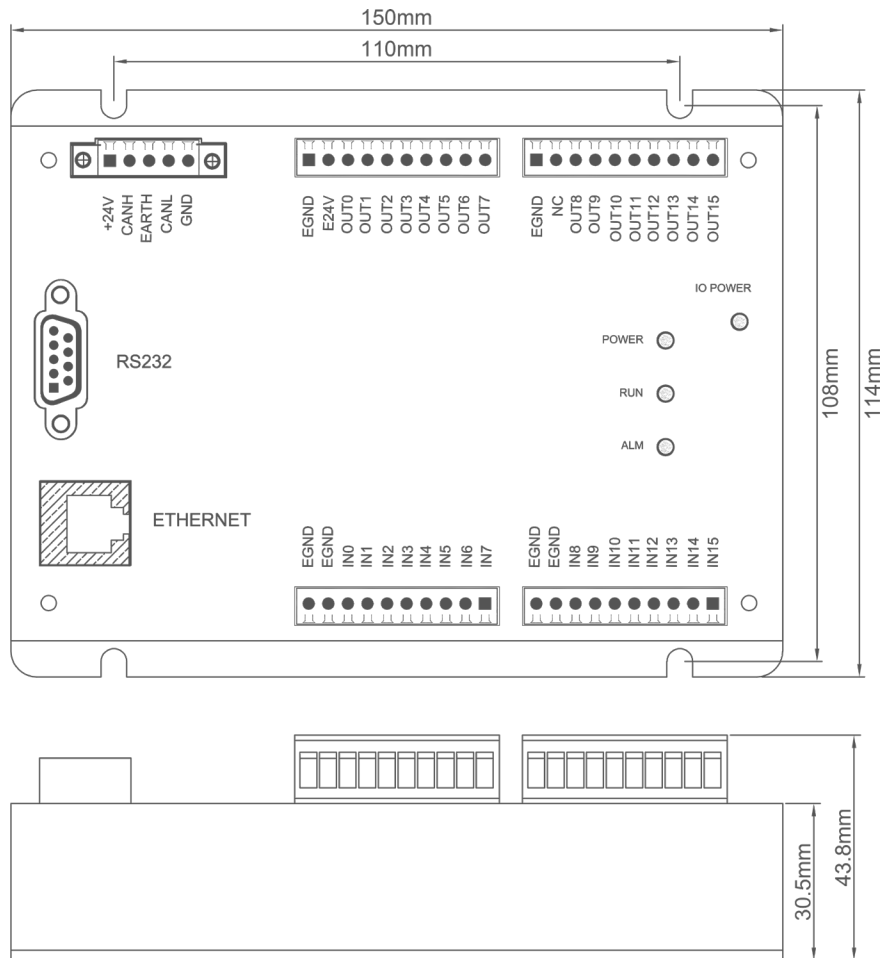 150mm
110mm
+24V
CANH
EARTH
CANL
GND
EGND
E24V
OUT0
OUT1
OUT2
OUT3
OUT4
OUT5
OUT6
OUT7
EGND
NC
OUT8
OUT9
OUT10
OUT11
OUT12
OUT13
OUT14
OUT15
IO POWER
POWER
RS232
RUN
ALM
108mm
114mm
ETHERNET
EGND
EGND
IN0
IN1
IN2
IN3
IN4
IN5
IN6
IN7
EGND
EGND
IN8
IN9
IN10
IN11
IN12
IN13
IN14
IN15
30.5mm
43.8mm